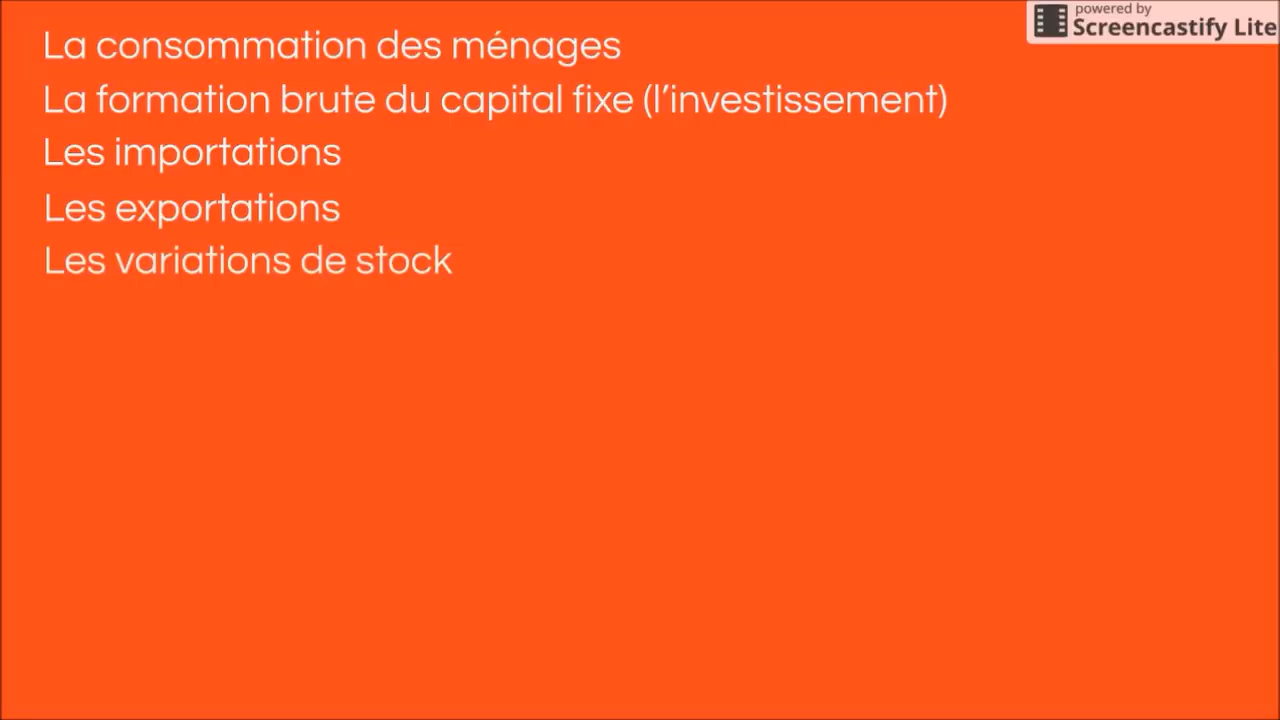 powered by
Screencastify Lite
La consommation des ménages
La formation brute du capital fixe (l’investissement)
Les importations
Les exportations
Les variations de stock